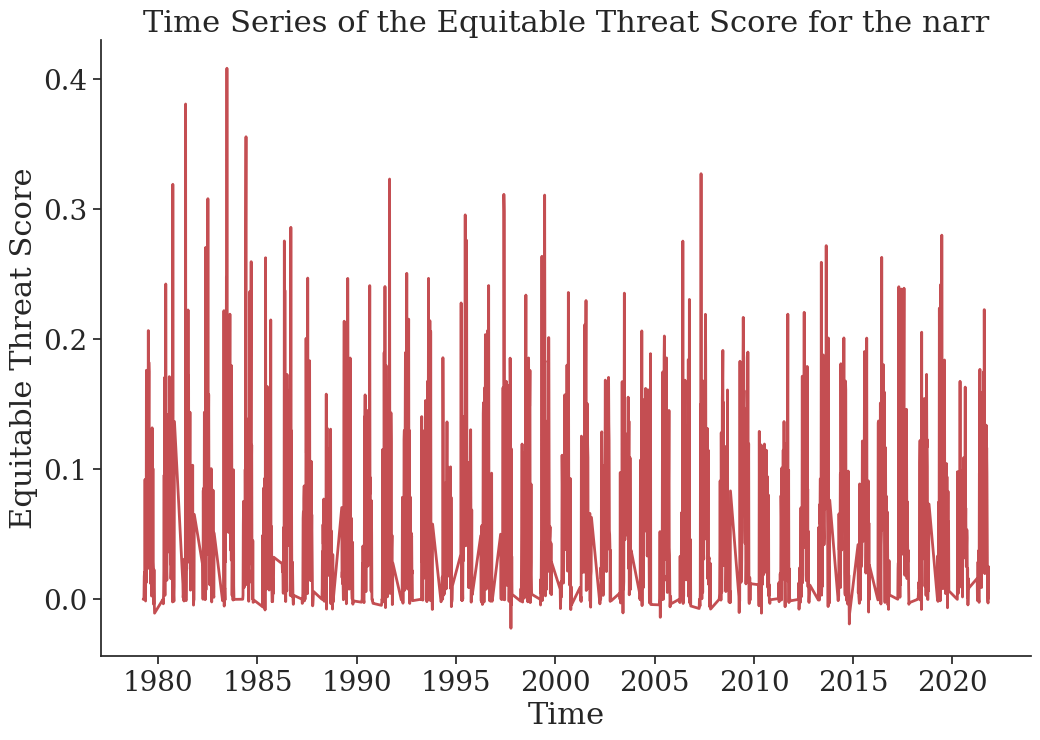 Time Series of the Equitable Threat Score for the narr
Equitable Threat Score
0.4
0.3
0.2
0.1
0.0
1980 1985 1990 1995 2000 2005 2010 2015 2020
Time